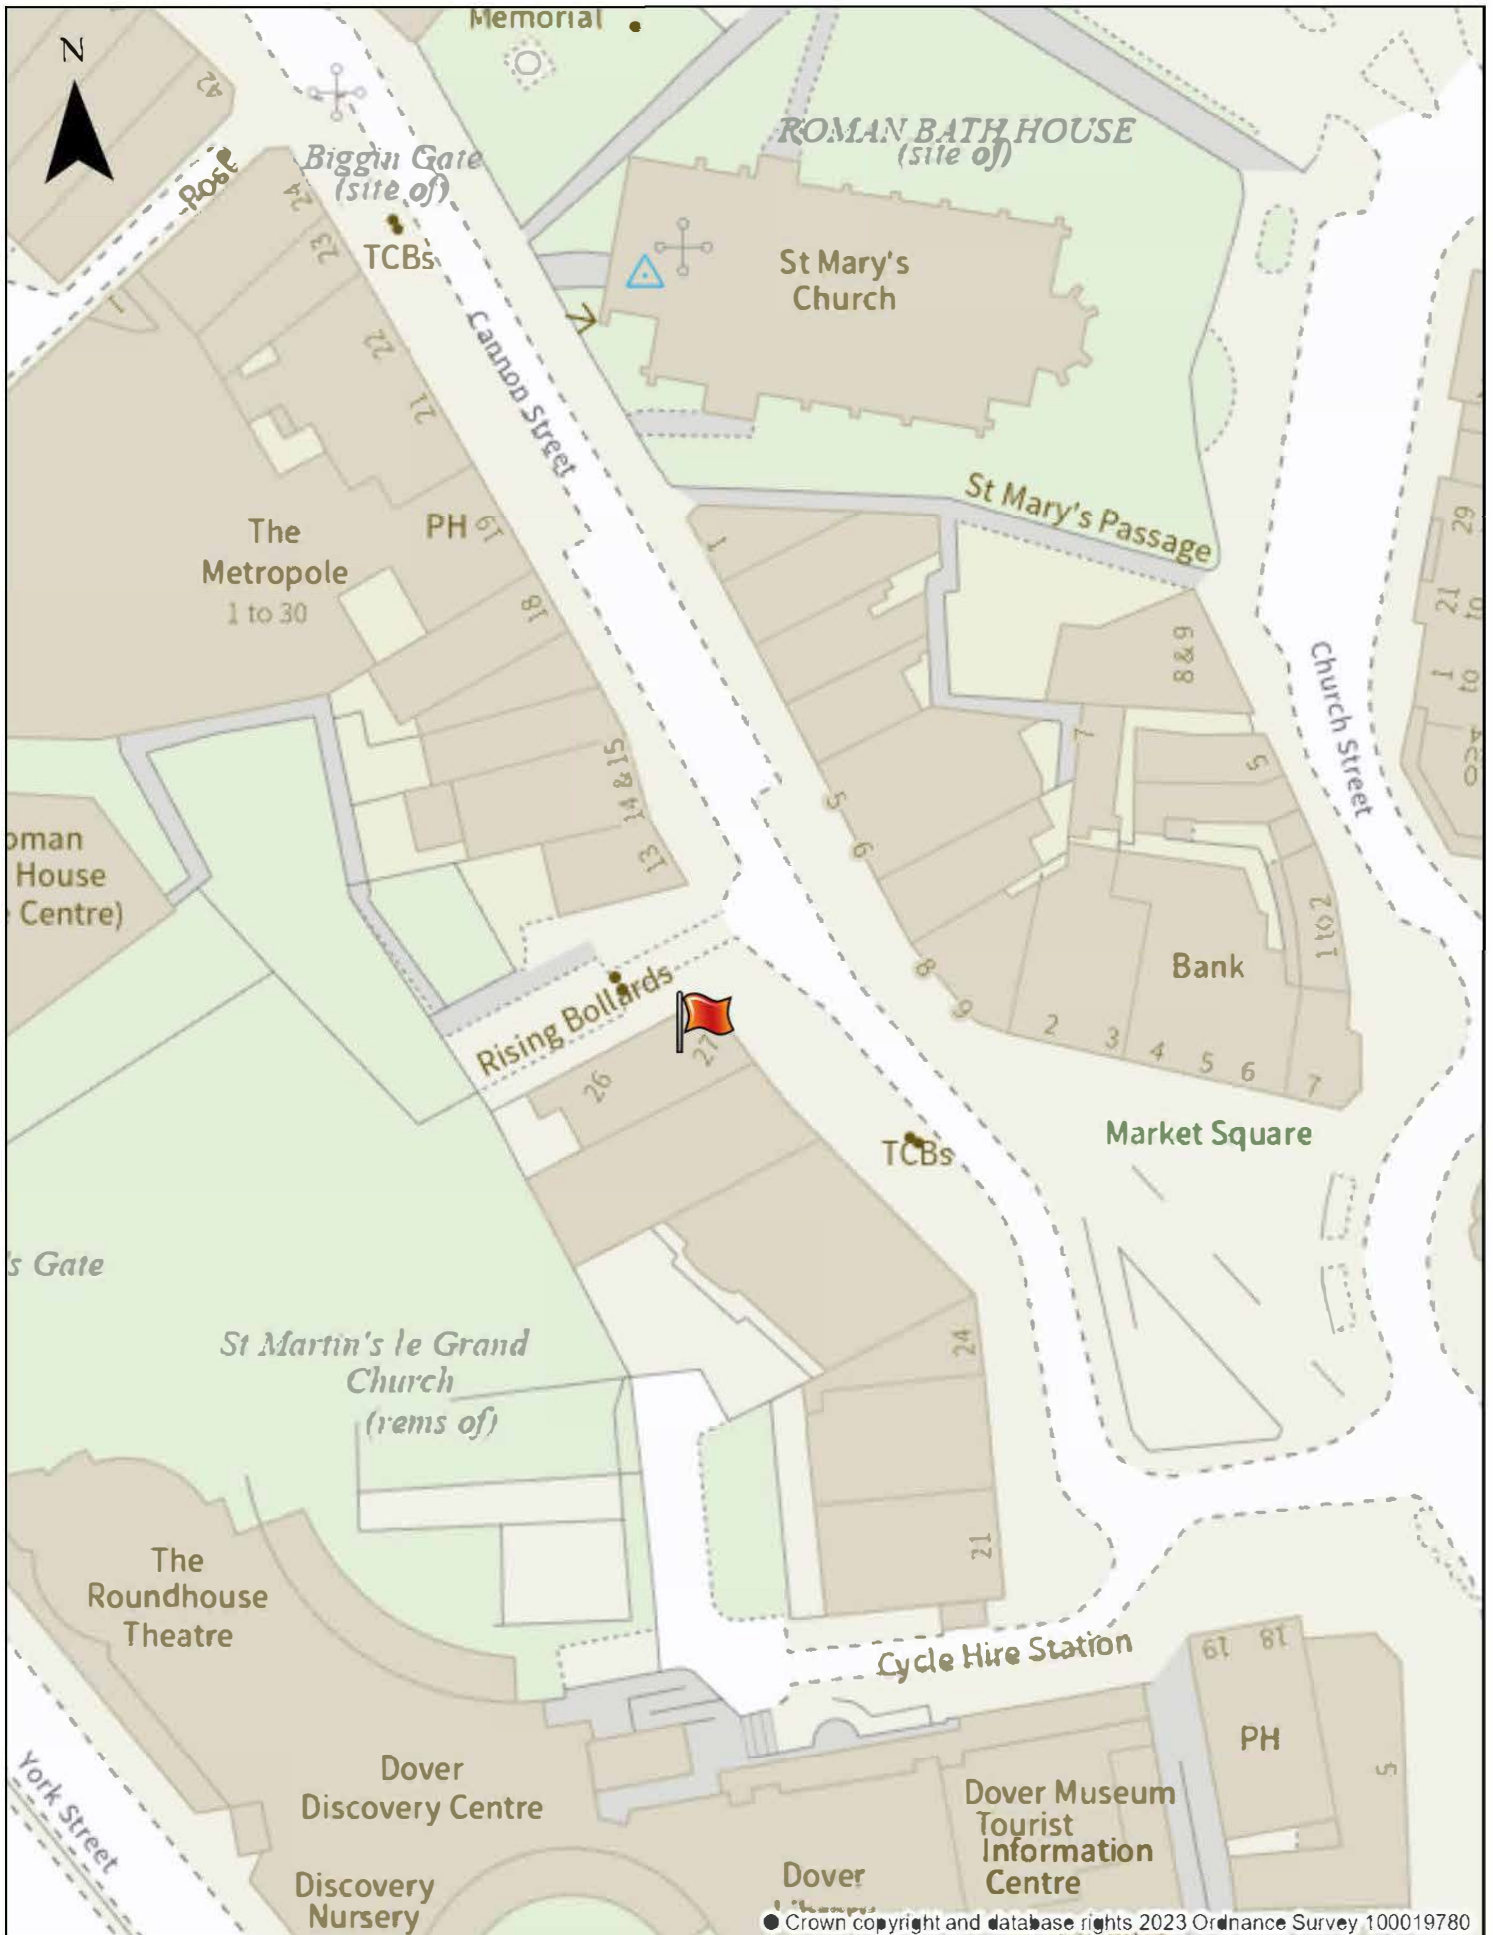 Memorial
N
42
ROMAN BATH HOUSE
(site of)
Biggin Gate
(site of)
24
23
TCBs
St Mary's
Church
Cannon Street
22
21
St Mary's Passage
PH
19
The
Metropole
1 to 30
18
1
29
21
to
8 & 9
1
to
Church Street
7
5
14 & 15
13
5
6
oman
House
Centre)
1 to 2
Bank
8
9
2
3
4
5
6
7
Rising Bollards
27
26
Market Square
TCBs
's Gate
St Martin's le Grand
Church
(rems of)
24
21
The
Roundhouse
Theatre
Cycle Hire Station
19
18
PH
5
York Street
Dover
Discovery Centre
Dover Museum
Tourist
Information
Centre
Discovery
Nursery
Dover
Crown copyright and database rights 2023 Ordnance Survey 100019780